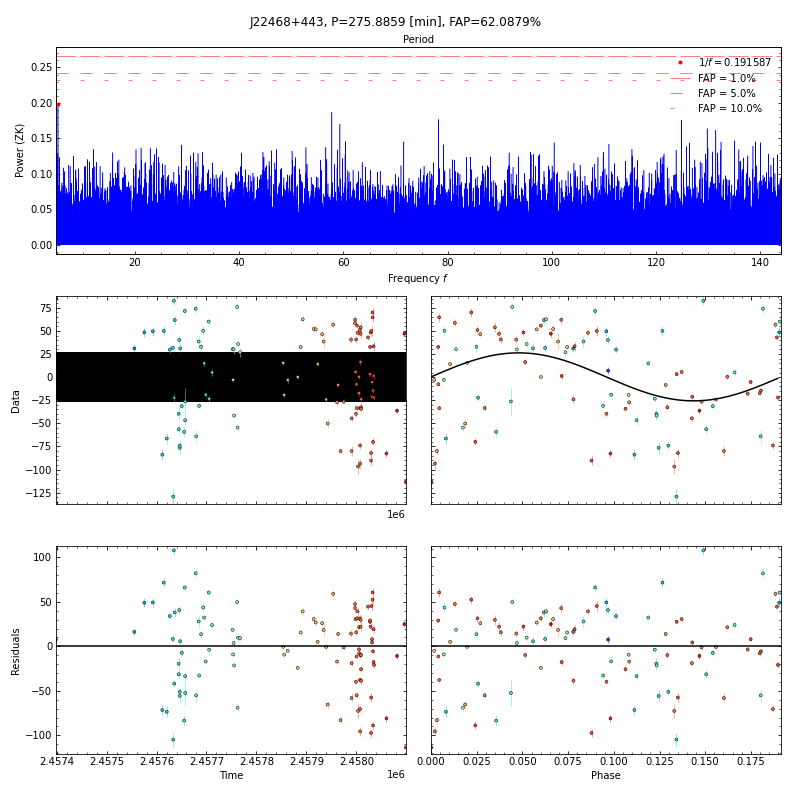 J22468+443, P=275.8859 [min], FAP=62.0879%
Period
Power (ZK)
0.25
0.20
0.15
0.10
0.05
0.00
1/f = 0.191587
FAP = 1.0%
FAP = 5.0%
FAP = 10.0%
20 40 60 80 100 120 140
Frequency f
Data
75
50
25
0
−25
−50
−75
−100
−125
1e6
Residuals
100
50
0
−50
−100
2.4574 2.4575 2.4576 2.4577 2.4578 2.4579 2.4580
1e6
Time
0.000 0.025 0.050 0.075 0.100 0.125 0.150 0.175
Phase